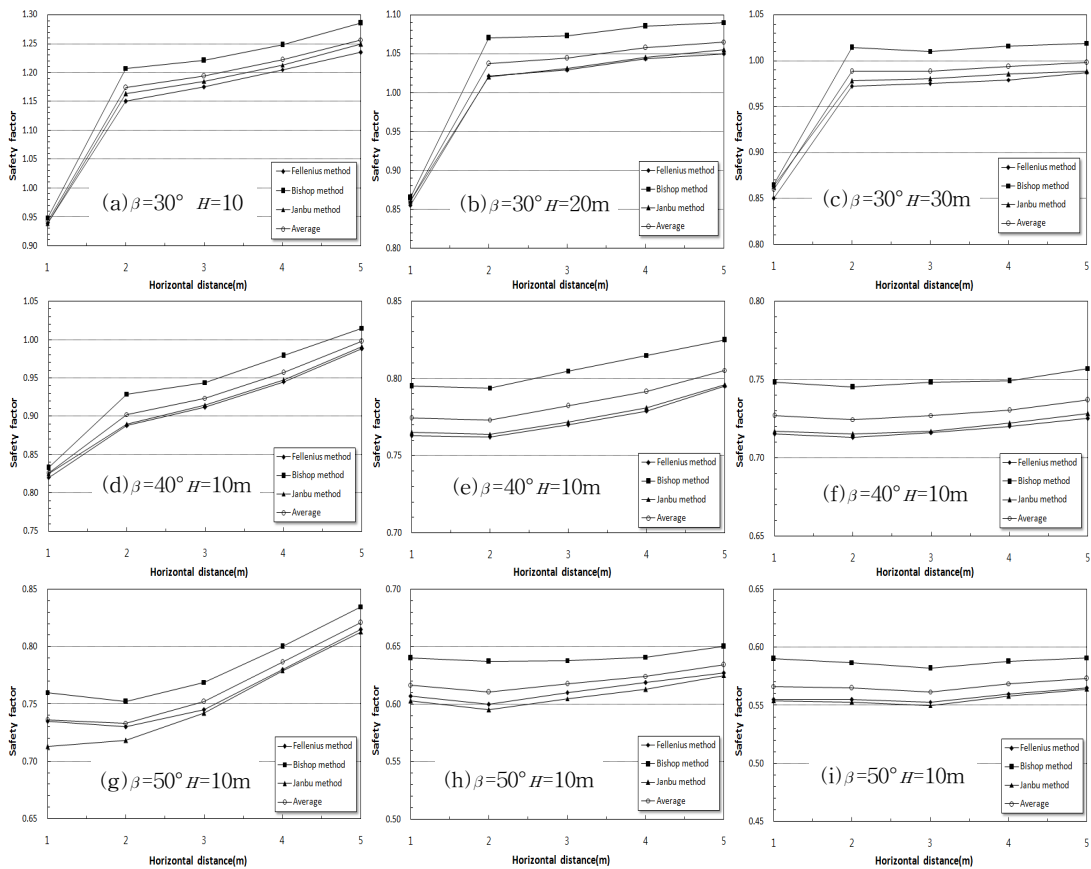 Safety factor
1.30
1.25
1.20
1.15
1.10
1.05
1.00
0.95
0.90
Fellenius method
Bishop method
Janbu method
Average
(a) β=30° H=10
1 2 3 4 5
Horizontal distance(m)
Safety factor
1.10
1.05
1.00
0.95
0.90
0.85
0.80
Fellenius method
Bishop method
Janbu method
Average
(b) β=30° H=20m
1 2 3 4 5
Horizontal distance(m)
Safety factor
1.05
1.00
0.95
0.90
0.85
0.80
Fellenius method
Bishop method
Janbu method
Average
(c) β=30° H=30m
1 2 3 4 5
Horizontal distance(m)
Safety factor
1.05
1.00
0.95
0.90
0.85
0.80
0.75
Fellenius method
Bishop method
Janbu method
Average
(d) β=40° H=10m
1 2 3 4 5
Horizontal distance(m)
Safety factor
0.85
0.80
0.75
0.70
Fellenius method
Bishop method
Janbu method
Average
(e) β=40° H=10m
1 2 3 4 5
Horizontal distance(m)
Safety factor
0.80
0.75
0.70
0.65
Fellenius method
Bishop method
Janbu method
Average
(f) β=40° H=10m
1 2 3 4 5
Horizontal distance(m)
Safety factor
0.85
0.80
0.75
0.70
0.65
Fellenius method
Bishop method
Janbu method
Average
(g) β=50° H=10m
1 2 3 4 5
Horizontal distance(m)
Safety factor
0.70
0.65
0.60
0.55
0.50
Fellenius method
Bishop method
Janbu method
Average
(h) β=50° H=10m
1 2 3 4 5
Horizontal distance(m)
Safety factor
0.65
0.60
0.55
0.50
0.45
Fellenius method
Bishop method
Janbu method
Average
(i) β=50° H=10m
1 2 3 4 5
Horizontal distance(m)